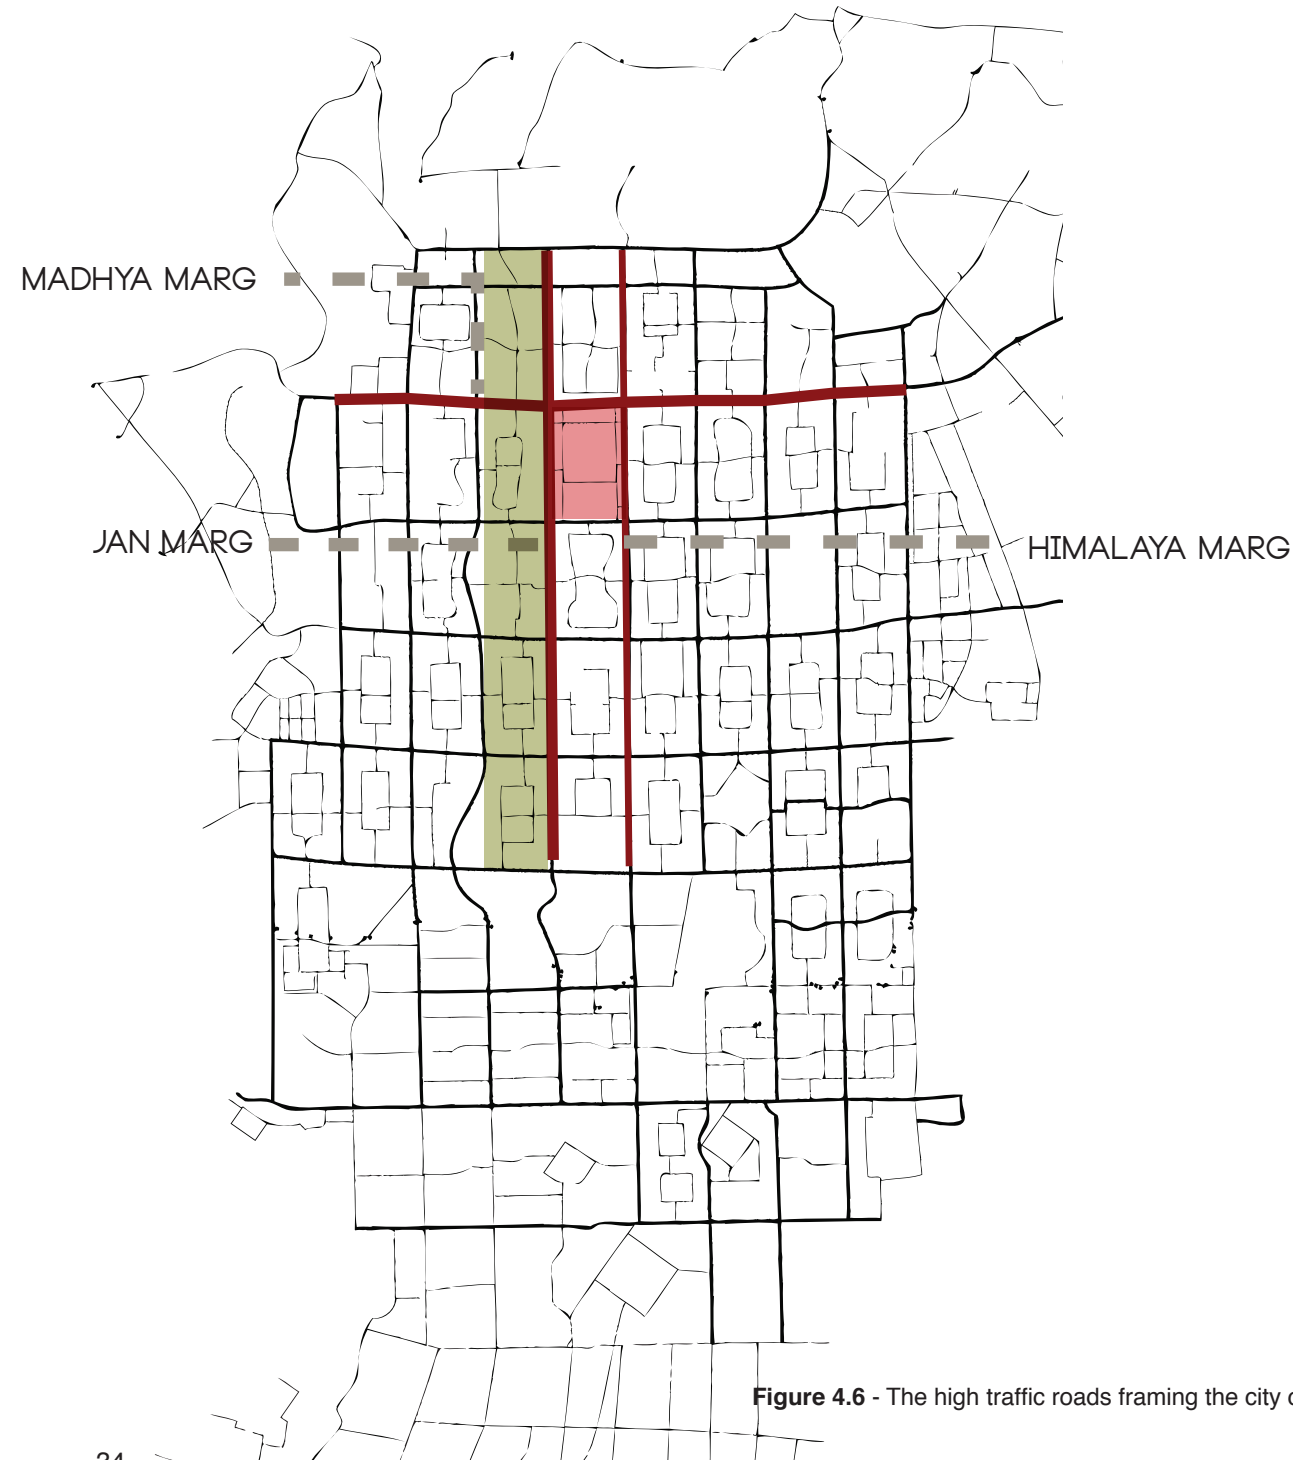 MADHYA MARG
JAN MARG
HIMALAYA MARG
Figure 4.6 - The high traffic roads framing the city